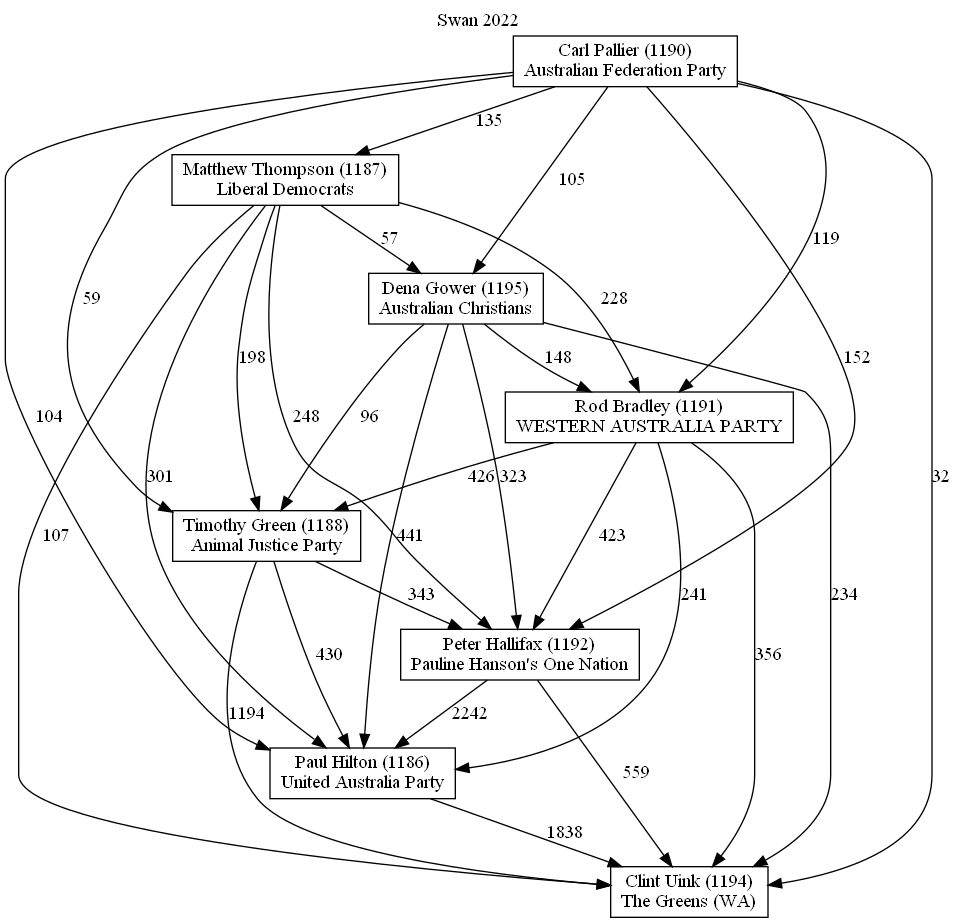 Swan 2022
Carl Pallier (1190)
Australian Federation Party
135
Matthew Thompson (1187)
Liberal Democrats
105
57
119
Dena Gower (1195)
Australian Christians
59
228
198
148
152
Rod Bradley (1191)
WESTERN AUSTRALIA PARTY
104
248
96
301
426
323
32
Timothy Green (1188)
Animal Justice Party
107
441
423
343
241
234
Peter Hallifax (1192)
Pauline Hanson's One Nation
430
356
1194
2242
Paul Hilton (1186)
United Australia Party
559
1838
Clint Uink (1194)
The Greens (WA)